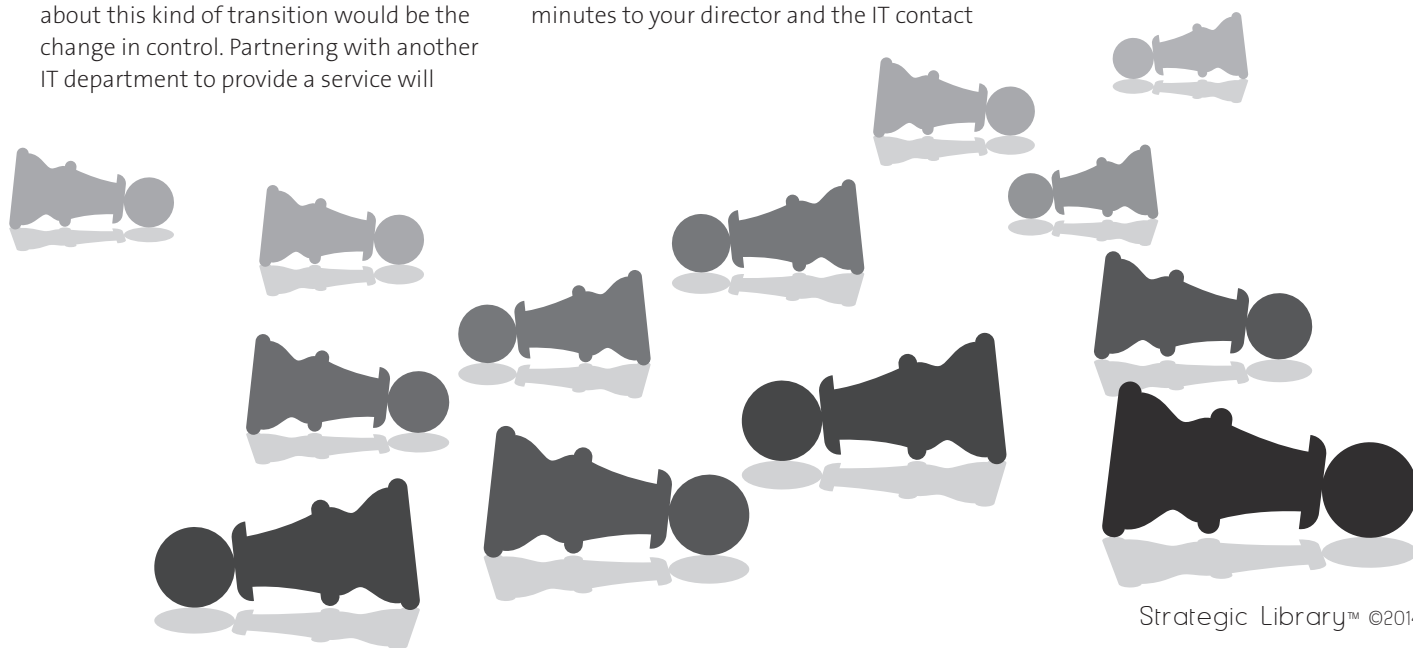 about this kind of transition would be the
change in control. Partnering with another
IT department to provide a service will
minutes to your director and the IT contact
Strategic Library™ ©2014